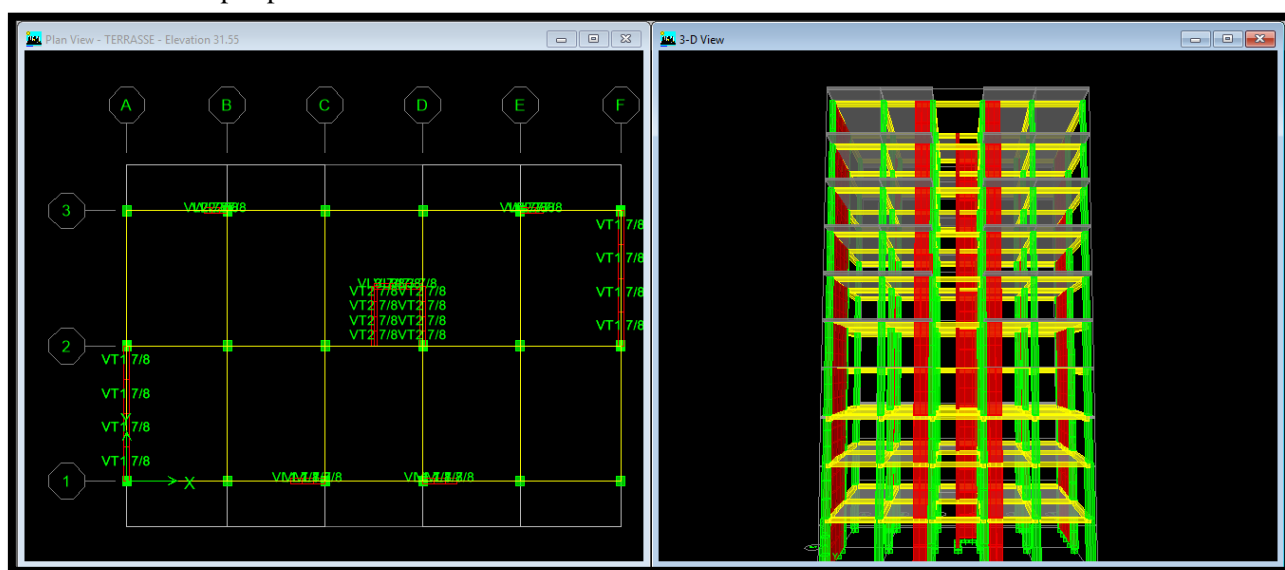 Plan View - TERRASSE - Elevation 31.55
3-D View
A B C D E F
3
VT1 7/8
VT1 7/8
VT1 7/8
VT1 7/8
VT2 7/8VT2 7/8
VT2 7/8VT2 7/8
VT2 7/8VT2 7/8
VT2 7/8VT2 7/8
2
VT1 7/8
VT1 7/8
VT1 7/8
VT1 7/8
1
X